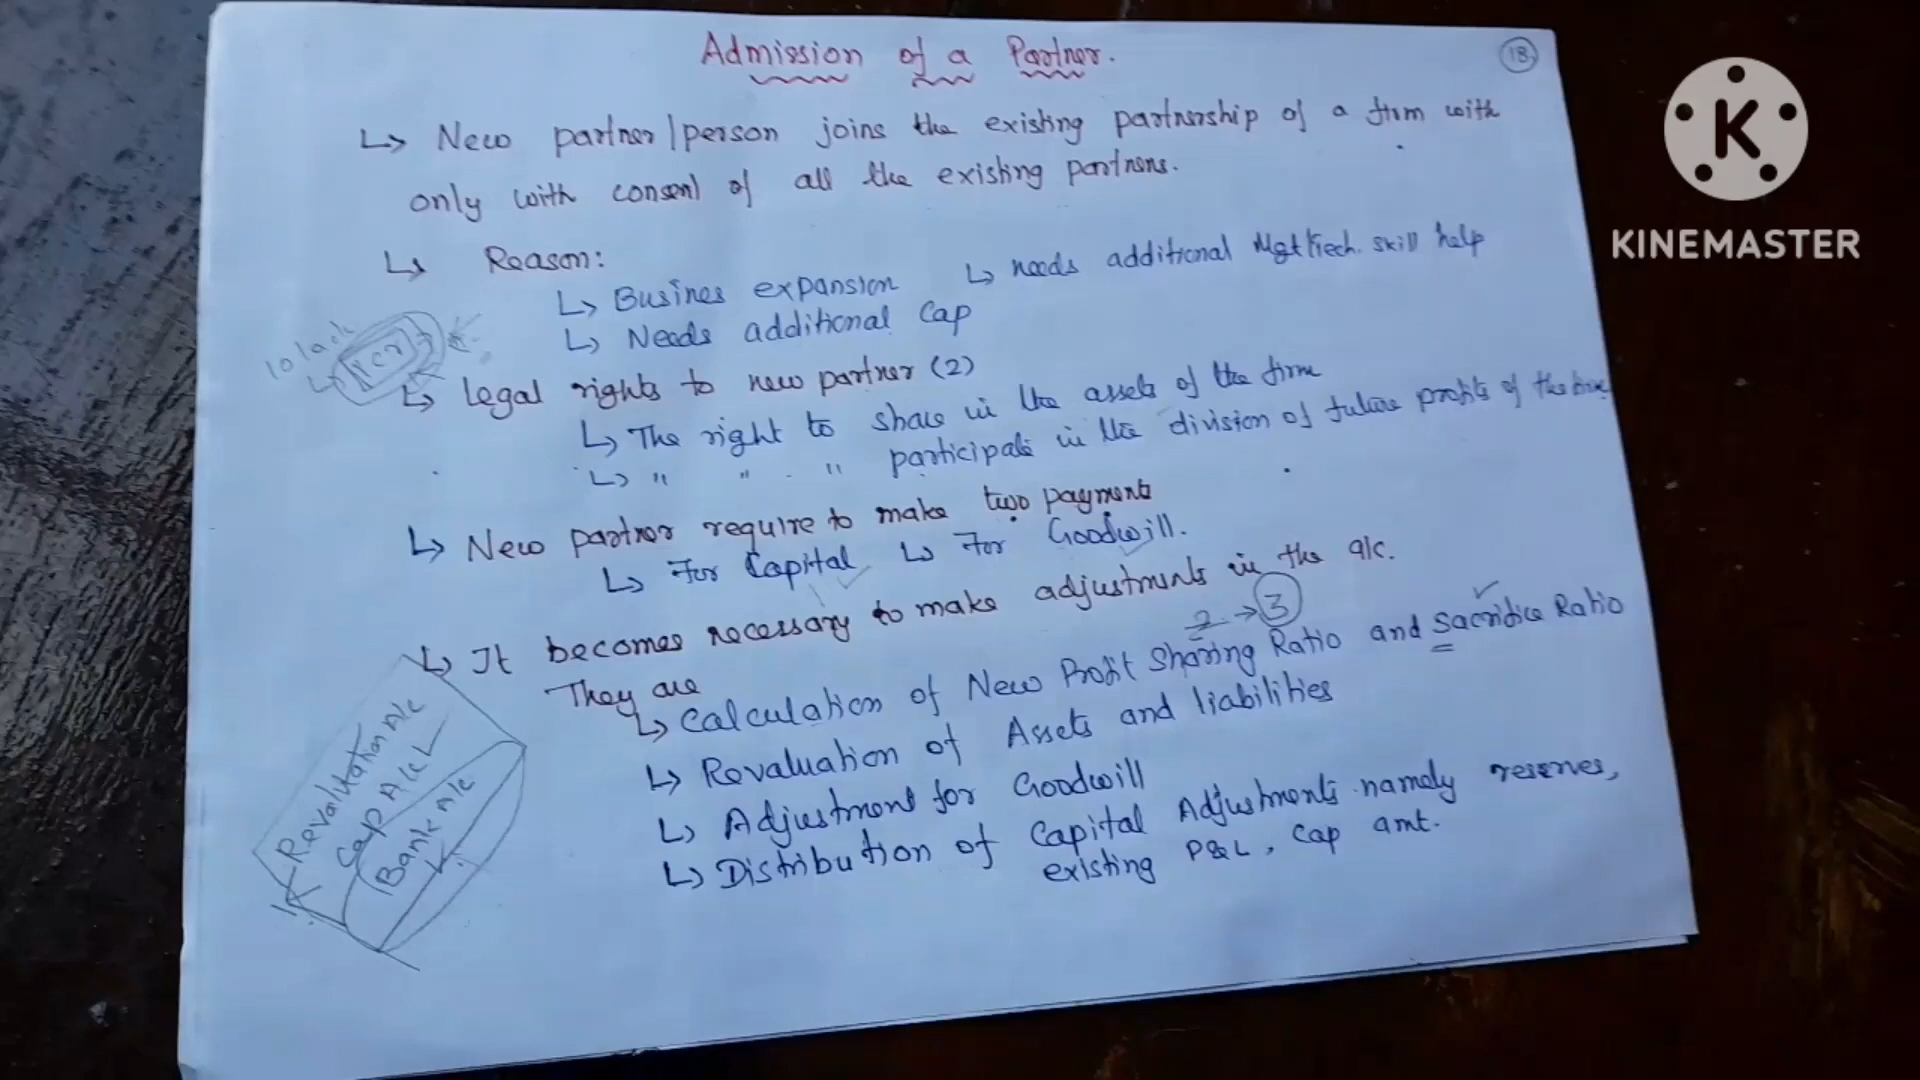 Admission of a Partner.
18
↳ New partner/person joins the existing partnership of a firm with
only with consent of all the existing partners.
↳ Reason:
↳ Busines expansion ↳ needs additional Mgt/Tech. skill help
↳ Needs additional Cap
10 lack
1 cr
↳ Legal rights to new partner (2)
↳ The right to share in the assets of the firm
↳ " " " participate in the division of future profits of the
↳ New partner require to make two payments
↳ For Capital ↳ For Goodwill.
↳ It becomes necessary to make adjustments in the a/c.
2 → 3
They are
↳ Calculation of New Profit Sharing Ratio and Sacrifice Ratio
↳ Revaluation of Assets and liabilities
↳ Adjustment for Goodwill
↳ Distribution of Capital Adjustments namely reserves,
existing P&L, Cap amt.
Revalutation A/c
Cap A/c
Bank A/c
K
KINEMASTER